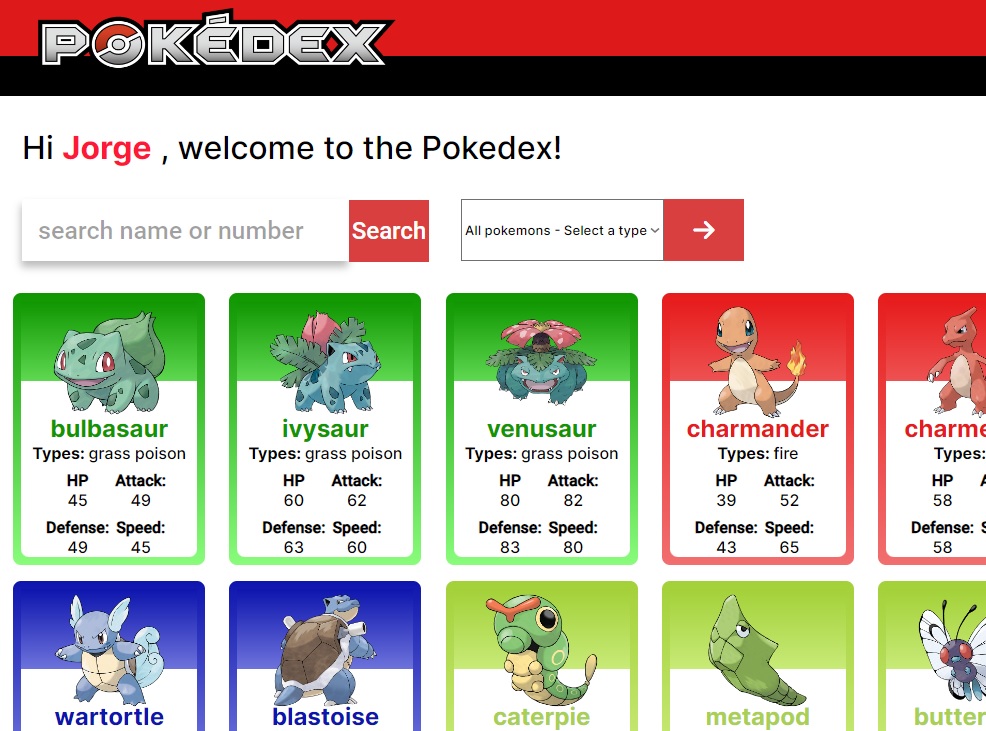 POKÉDEX
Hi Jorge , welcome to the Pokedex!
search name or number
Search
All pokemons - Select a type
bulbasaur
Types: grass poison
HP Attack:
45 49
Defense: Speed:
49 45
ivysaur
Types: grass poison
HP Attack:
60 62
Defense: Speed:
63 60
venusaur
Types: grass poison
HP Attack:
80 82
Defense: Speed:
83 80
charmander
Types: fire
HP Attack:
39 52
Defense: Speed:
43 65
charme
Types:
HP A
58
Defense: S
58
wartortle
blastoise
caterpie
metapod
butter